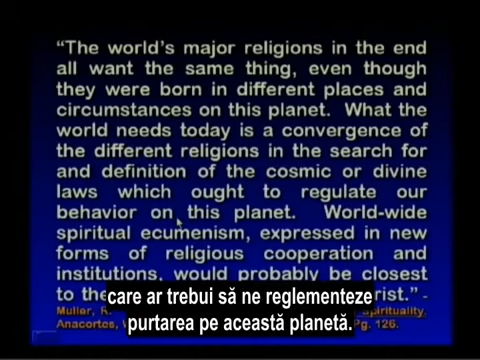 “The world’s major religions in the end
all want the same thing, even though
they were born in different places and
circumstances on this planet. What the
world needs today is a convergence of
the different religions in the search for
and definition of the cosmic or divine
laws which ought to regulate our
behavior on this planet. World-wide
spiritual ecumenism, expressed in new
forms of religious cooperation and
institutions, would probably be closest
to the rist.” -
care ar trebui să ne reglementeze
Muller, R. Spirituality,
purtarea pe această planetă.
Anacortes, Pg. 126.